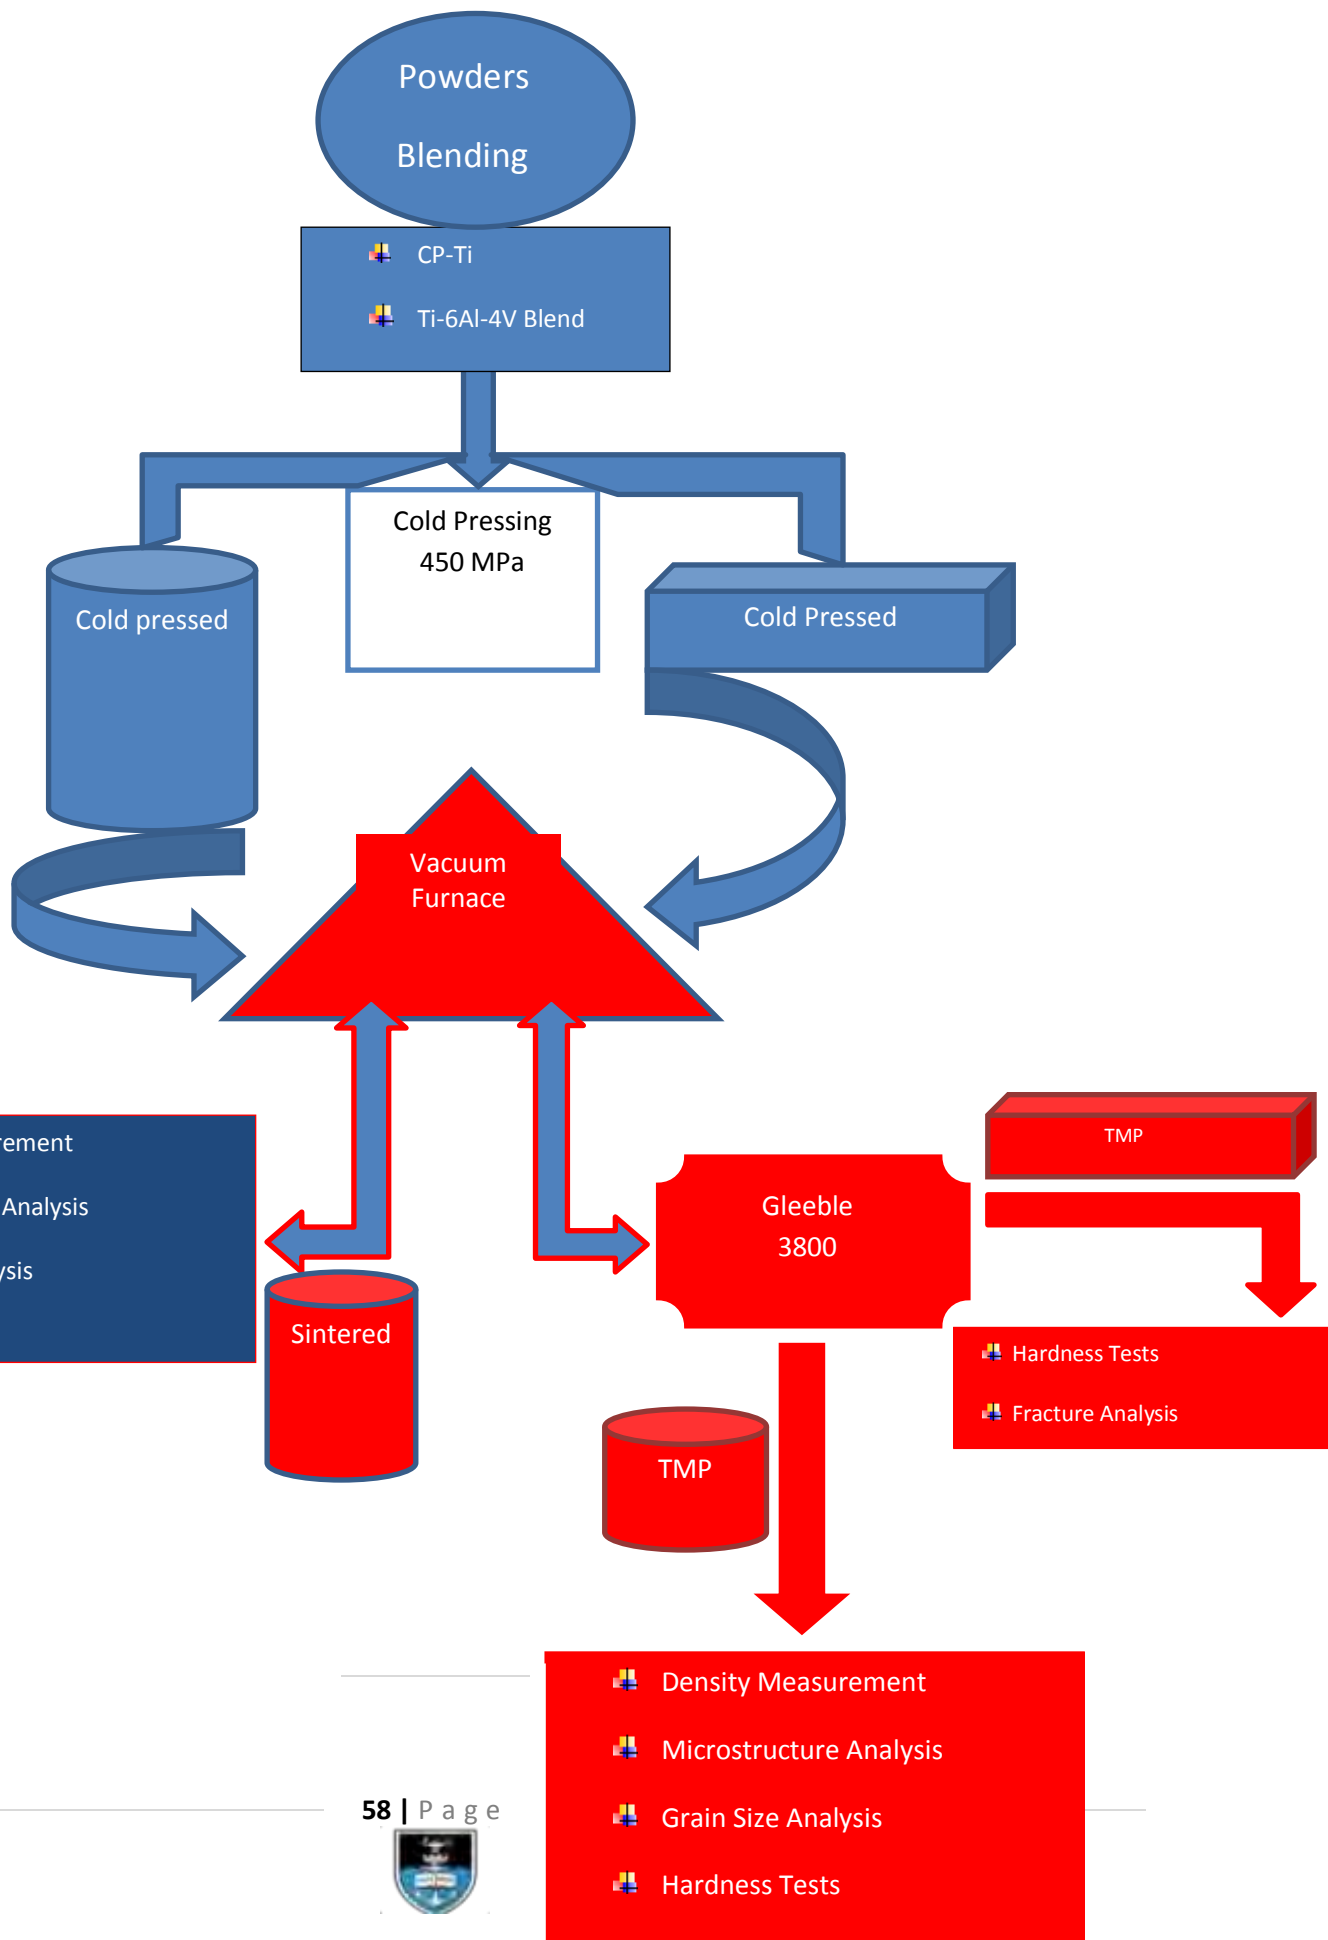 Powders
Blending
CP-Ti
Ti-6Al-4V Blend
Cold Pressing
450 MPa
Cold pressed
Cold Pressed
Vacuum
Furnace
rement
Analysis
ysis
Sintered
Gleeble
3800
TMP
Hardness Tests
Fracture Analysis
TMP
Density Measurement
Microstructure Analysis
Grain Size Analysis
Hardness Tests
58 | P a g e